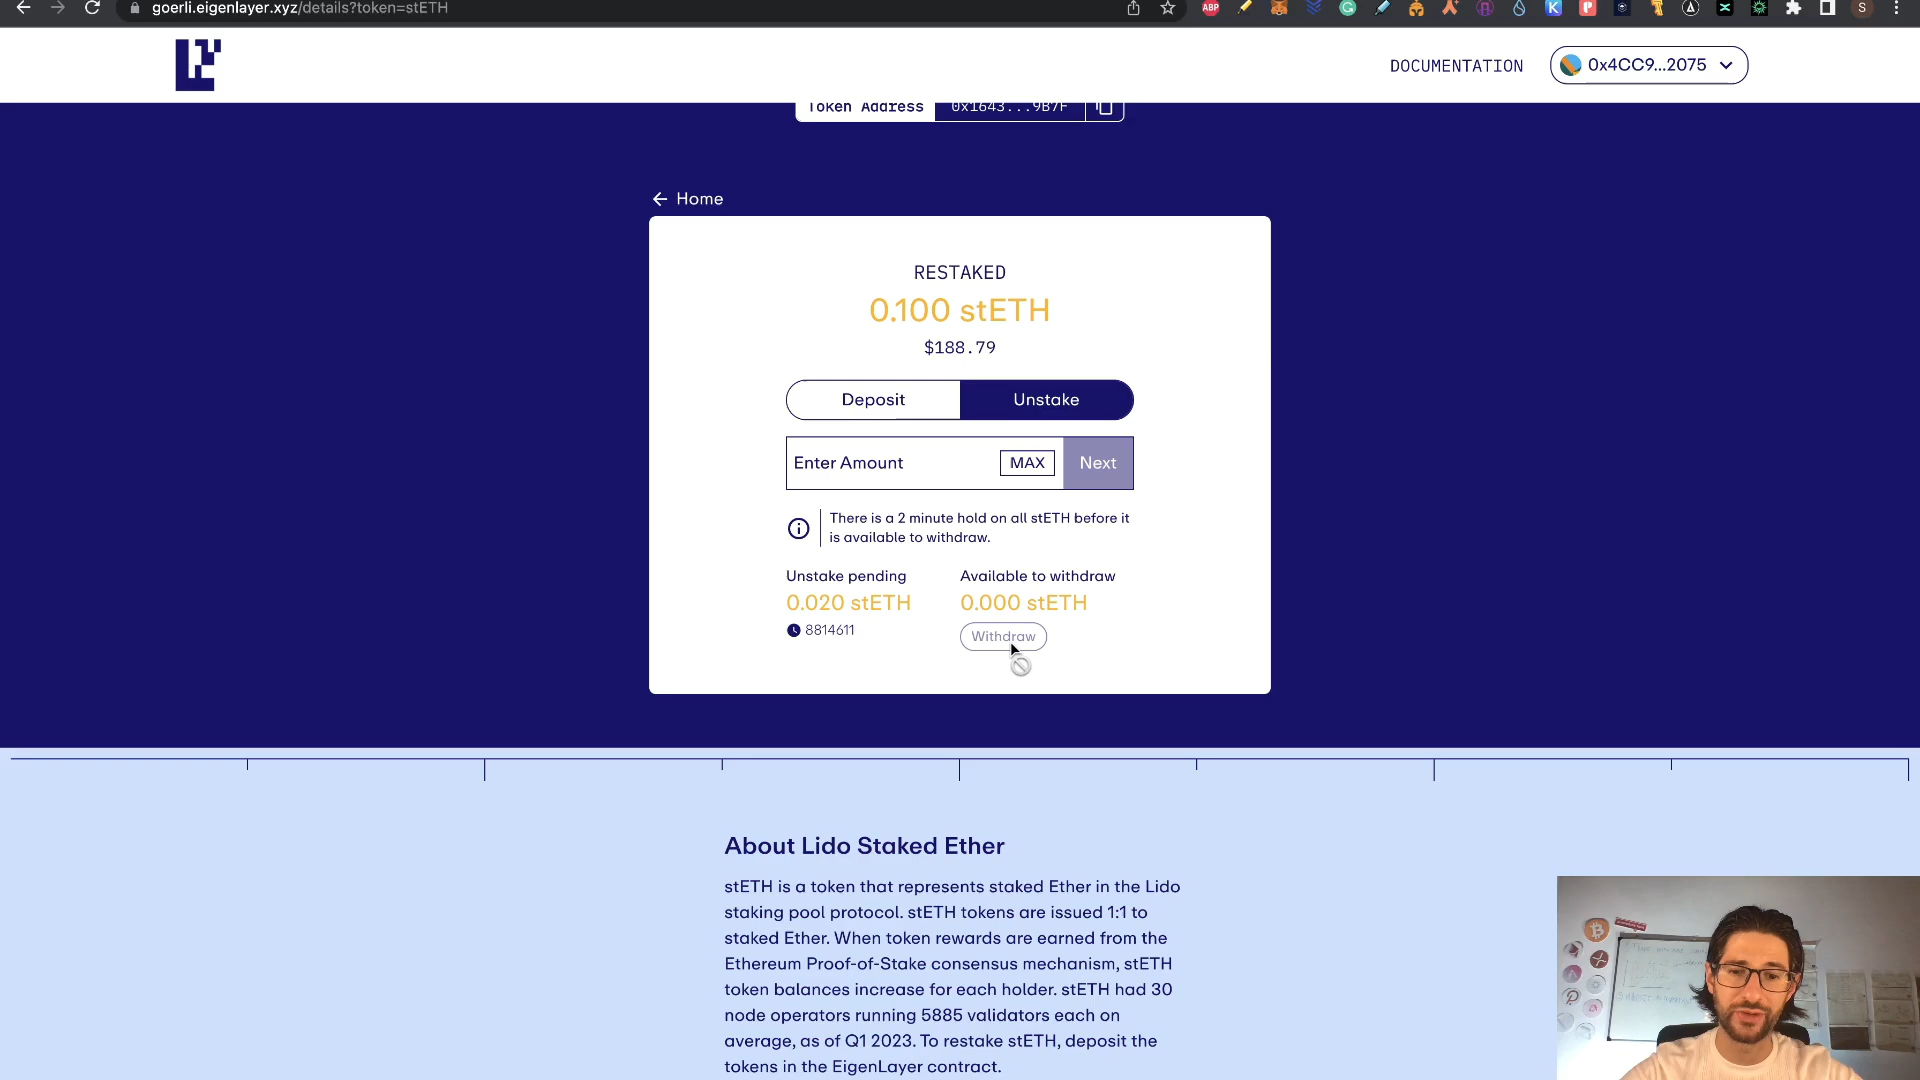 goerli.eigenlayer.xyz/details?token=stETH
DOCUMENTATION
0x4CC9...2075
Token Address
0x1643...9B7F
Home
RESTAKED
0.100 stETH
$188.79
Deposit
Unstake
Enter Amount
MAX
Next
There is a 2 minute hold on all stETH before it
is available to withdraw.
Unstake pending
Available to withdraw
0.020 stETH
0.000 stETH
8814611
Withdraw
About Lido Staked Ether
stETH is a token that represents staked Ether in the Lido
staking pool protocol. stETH tokens are issued 1:1 to
staked Ether. When token rewards are earned from the
Ethereum Proof-of-Stake consensus mechanism, stETH
token balances increase for each holder. stETH had 30
node operators running 5885 validators each on
average, as of Q1 2023. To restake stETH, deposit the
tokens in the EigenLayer contract.